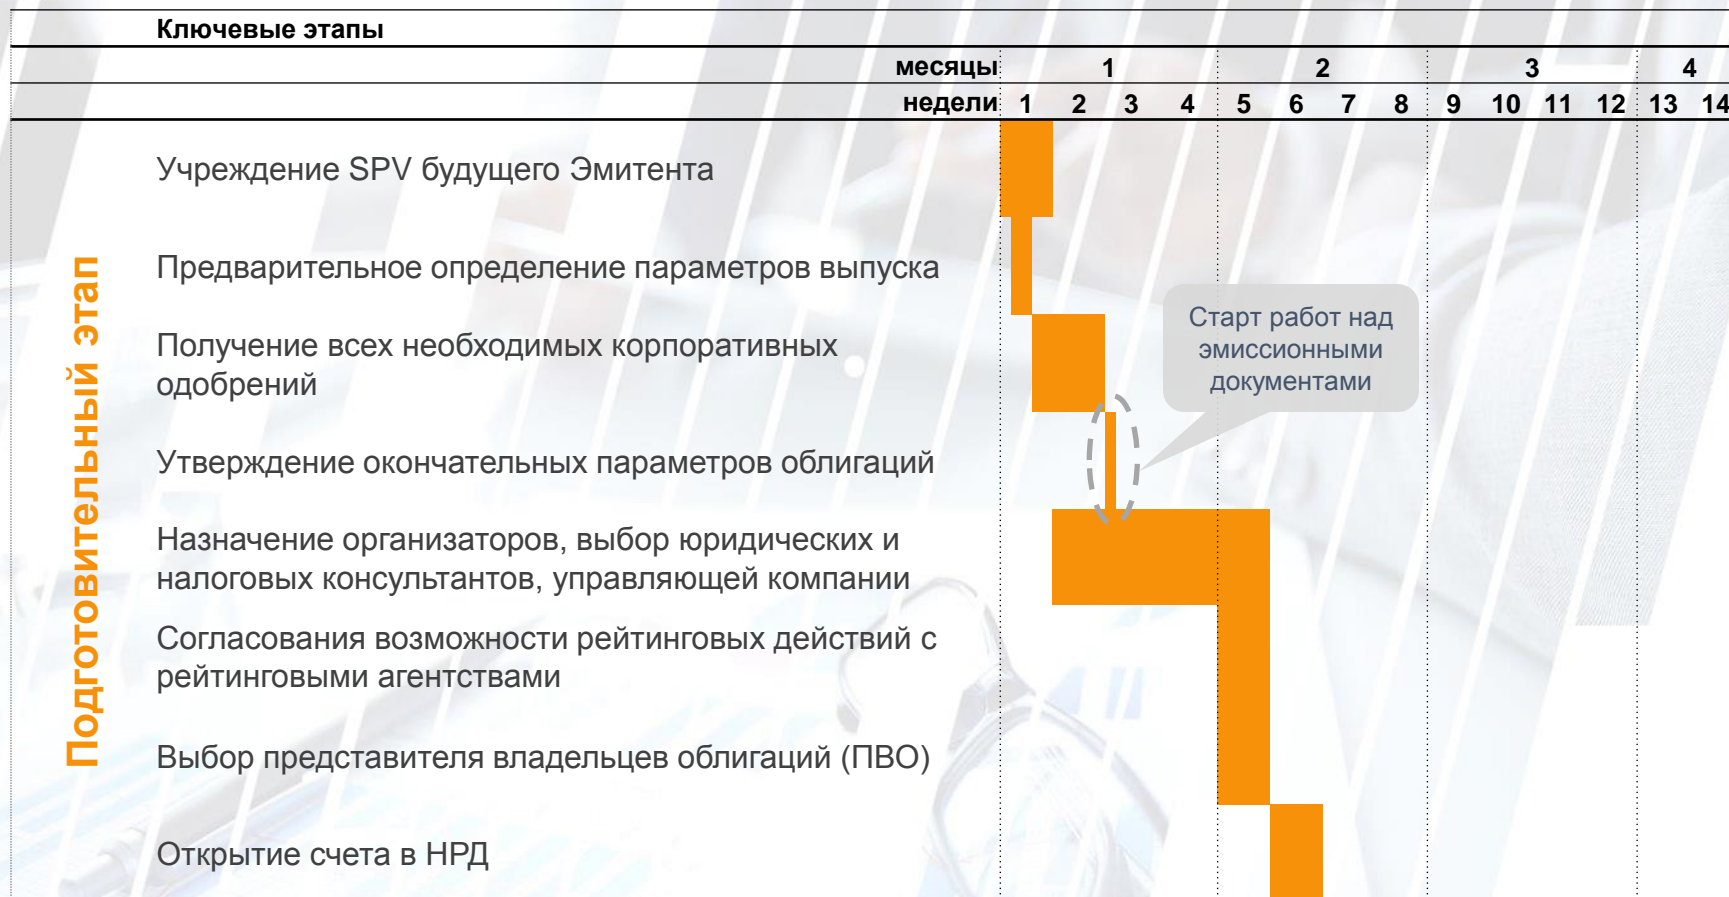 Ключевые этапы
месяцы 1 2 3 4
недели 1 2 3 4 5 6 7 8 9 10 11 12 13 14
Подготовительный этап
Учреждение SPV будущего Эмитента
Предварительное определение параметров выпуска
Получение всех необходимых корпоративных
одобрений
Старт работ над
эмиссионными
документами
Утверждение окончательных параметров облигаций
Назначение организаторов, выбор юридических и
налоговых консультантов, управляющей компании
Согласования возможности рейтинговых действий с
рейтинговыми агентствами
Выбор представителя владельцев облигаций (ПВО)
Открытие счета в НРД